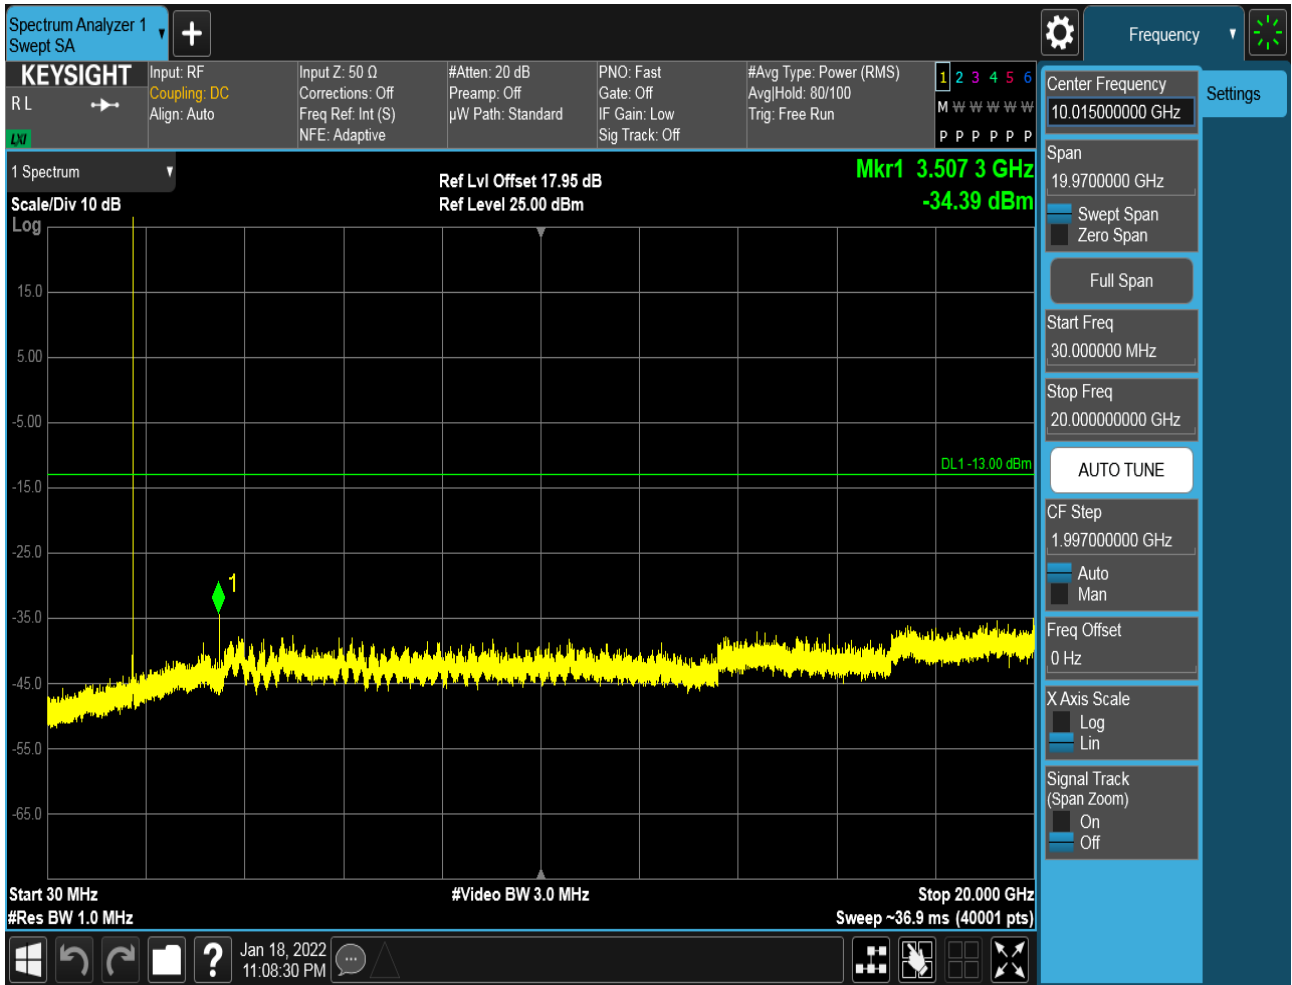 Spectrum Analyzer 1
Swept SA
Frequency
KEYSIGHT
R L
LXI
Input: RF
Coupling: DC
Align: Auto
Input Z: 50 Ω
Corrections: Off
Freq Ref: Int (S)
NFE: Adaptive
#Atten: 20 dB
Preamp: Off
µW Path: Standard
PNO: Fast
Gate: Off
IF Gain: Low
Sig Track: Off
#Avg Type: Power (RMS)
Avg|Hold: 80/100
Trig: Free Run
1 2 3 4 5 6
M W W W W W
P P P P P P
1 Spectrum
Scale/Div 10 dB
Log
Ref Lvl Offset 17.95 dB
Ref Level 25.00 dBm
Mkr1 3.507 3 GHz
-34.39 dBm
15.0
5.00
-5.00
-15.0
-25.0
-35.0
-45.0
-55.0
-65.0
DL1 -13.00 dBm
1
Start 30 MHz
#Res BW 1.0 MHz
#Video BW 3.0 MHz
Stop 20.000 GHz
Sweep ~36.9 ms (40001 pts)
Center Frequency
10.015000000 GHz
Settings
Span
19.9700000 GHz
Swept Span
Zero Span
Full Span
Start Freq
30.000000 MHz
Stop Freq
20.000000000 GHz
AUTO TUNE
CF Step
1.997000000 GHz
Auto
Man
Freq Offset
0 Hz
X Axis Scale
Log
Lin
Signal Track
(Span Zoom)
On
Off
?
Jan 18, 2022
11:08:30 PM